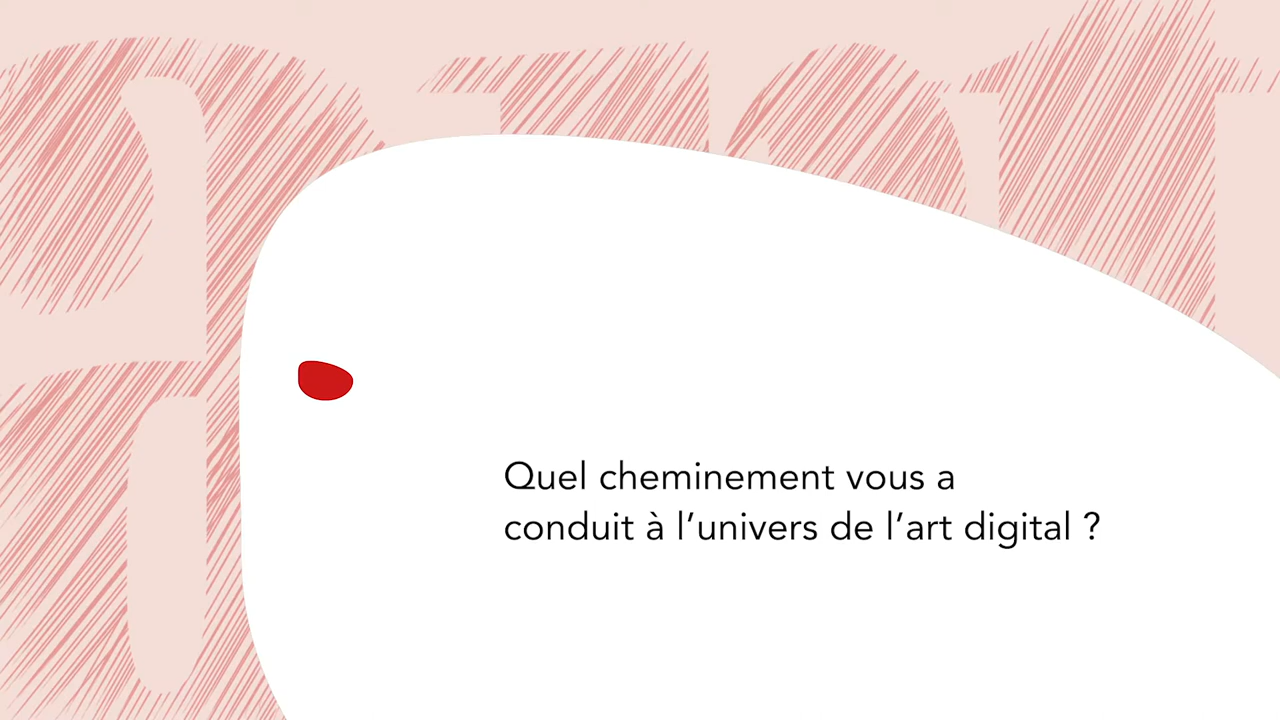 Quel cheminement vous a
conduit à l’univers de l’art digital ?